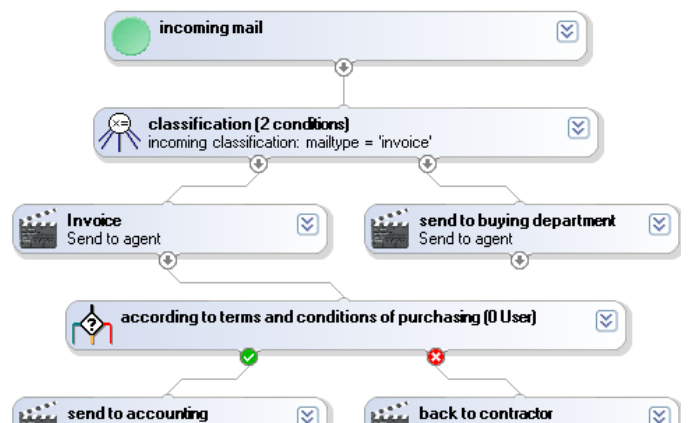 incoming mail
classification (2 conditions)
incoming classification: mailtype = 'invoice'
Invoice
Send to agent
send to buying department
Send to agent
according to terms and conditions of purchasing (0 User)
send to accounting
back to contractor